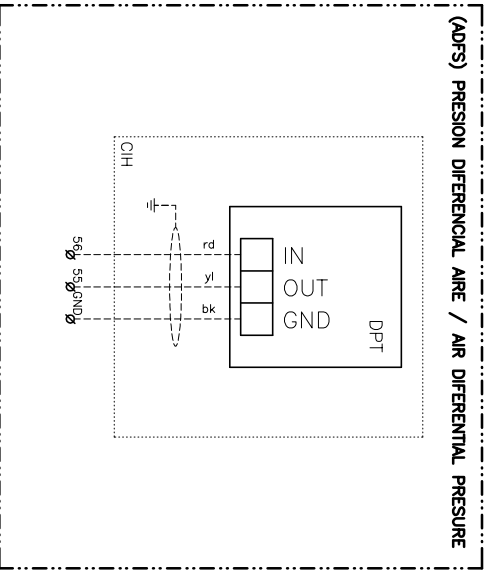 (ADFS) PRESION DIFERENCIAL AIRE / AIR DIFERENTIAL PRESURE
CIH
DPT
IN
OUT
GND
rd
yl
bk
56
55
GND